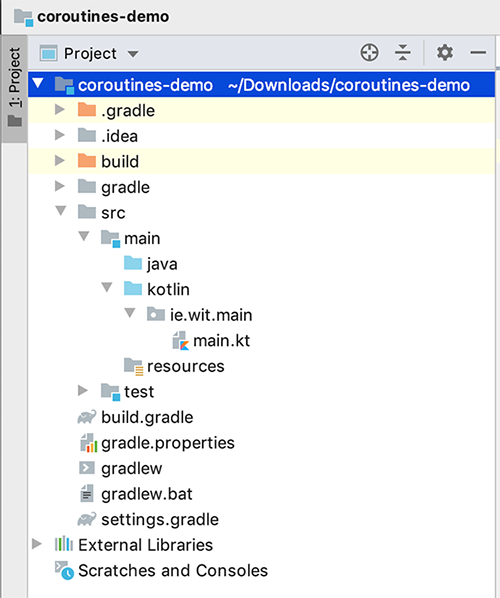 coroutines-demo
Project
1: Project
coroutines-demo ~/Downloads/coroutines-demo
.gradle
.idea
build
gradle
src
main
java
kotlin
ie.wit.main
main.kt
resources
test
build.gradle
gradle.properties
gradlew
gradlew.bat
settings.gradle
External Libraries
Scratches and Consoles